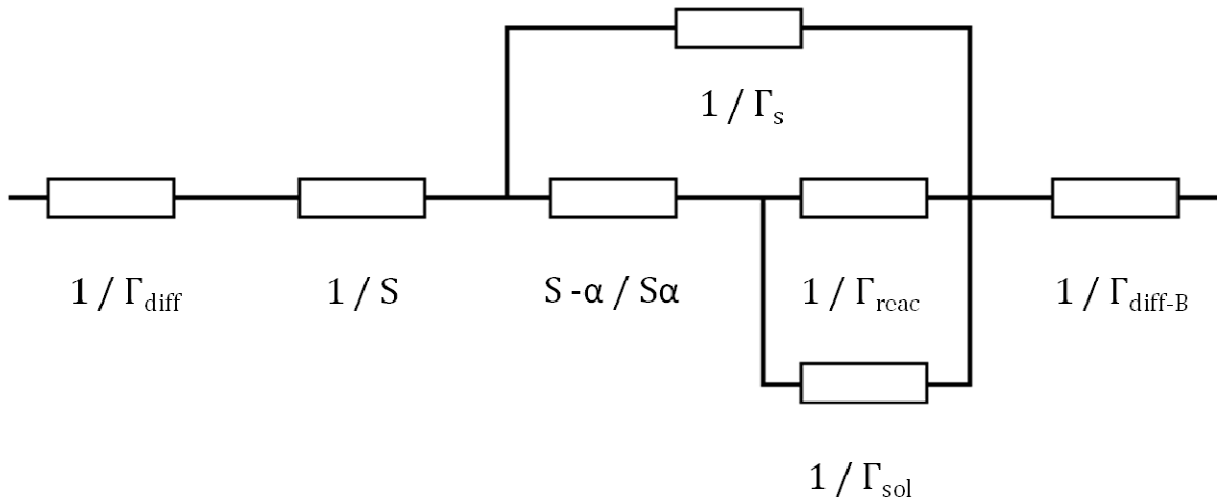 1 / Γs
1 / Γdiff
1 / S
S -α / Sα
1 / Γreac
1 / Γdiff-B
1 / Γsol